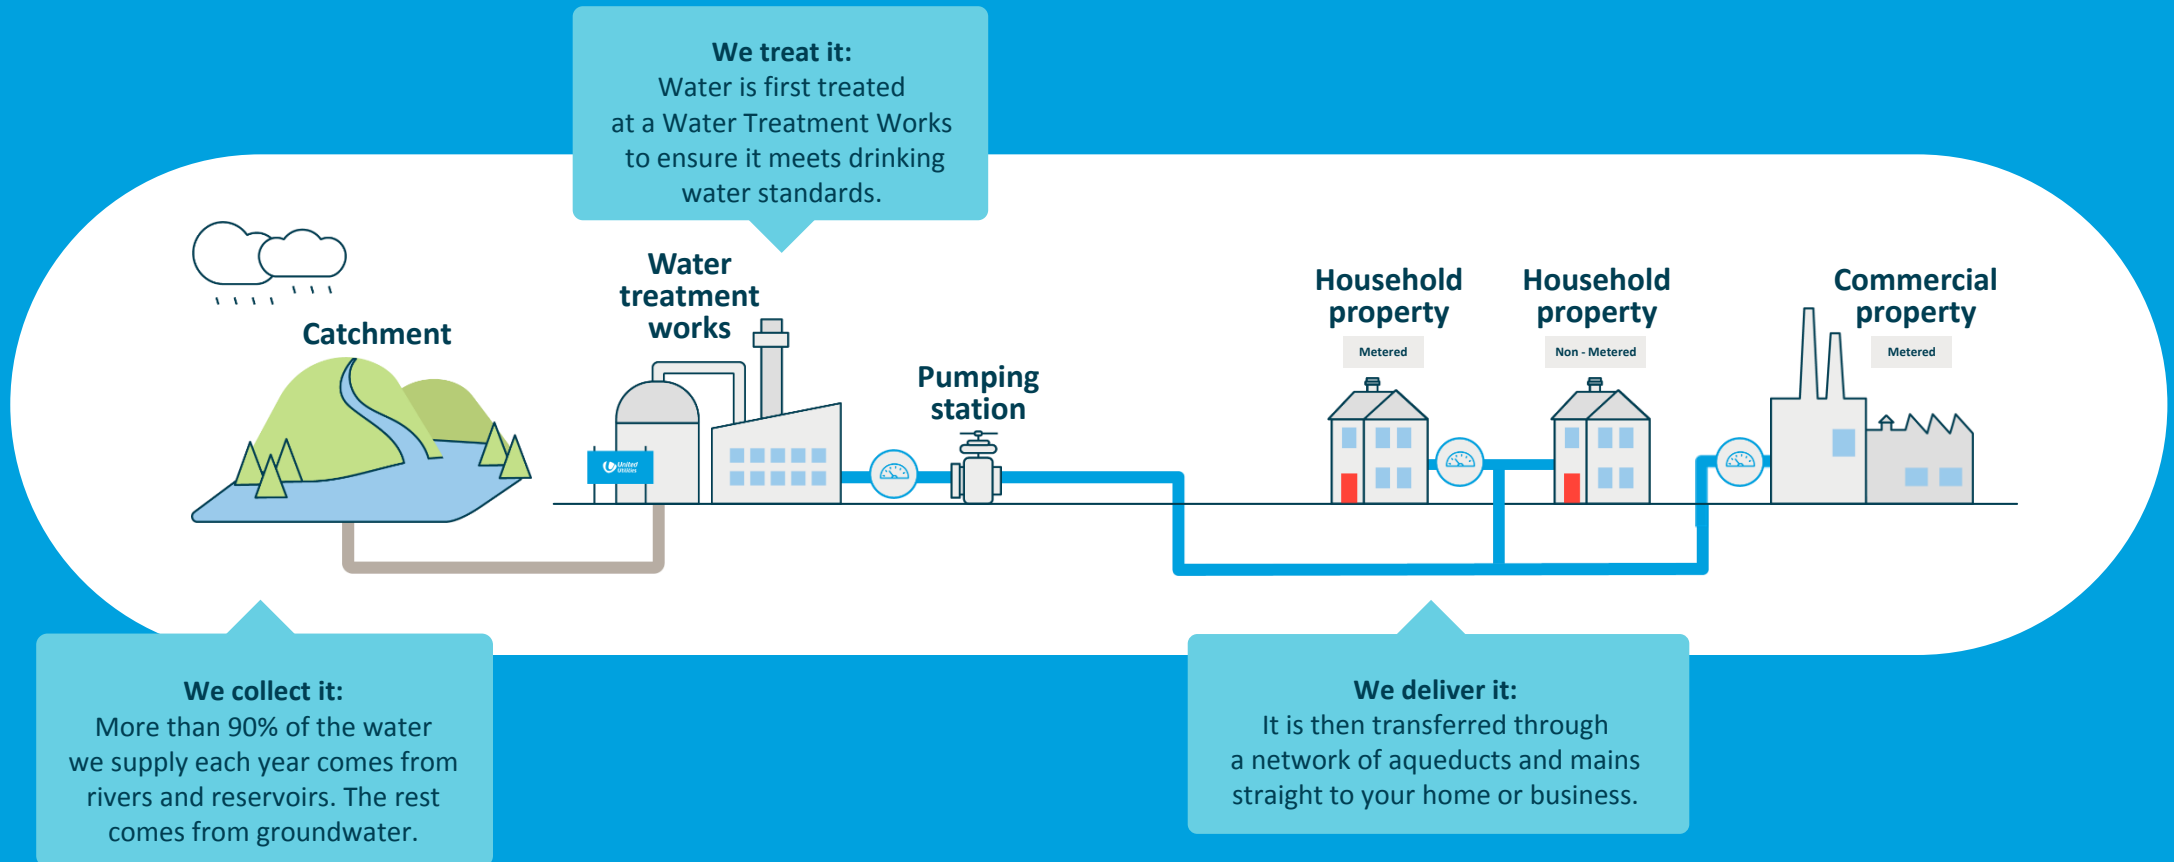 We treat it:
Water is first treated
at a Water Treatment Works
to ensure it meets drinking
water standards.
Catchment
Water
treatment
works
United
Utilities
Pumping
station
Household
property
Metered
Household
property
Non - Metered
Commercial
property
Metered
We collect it:
More than 90% of the water
we supply each year comes from
rivers and reservoirs. The rest
comes from groundwater.
We deliver it:
It is then transferred through
a network of aqueducts and mains
straight to your home or business.